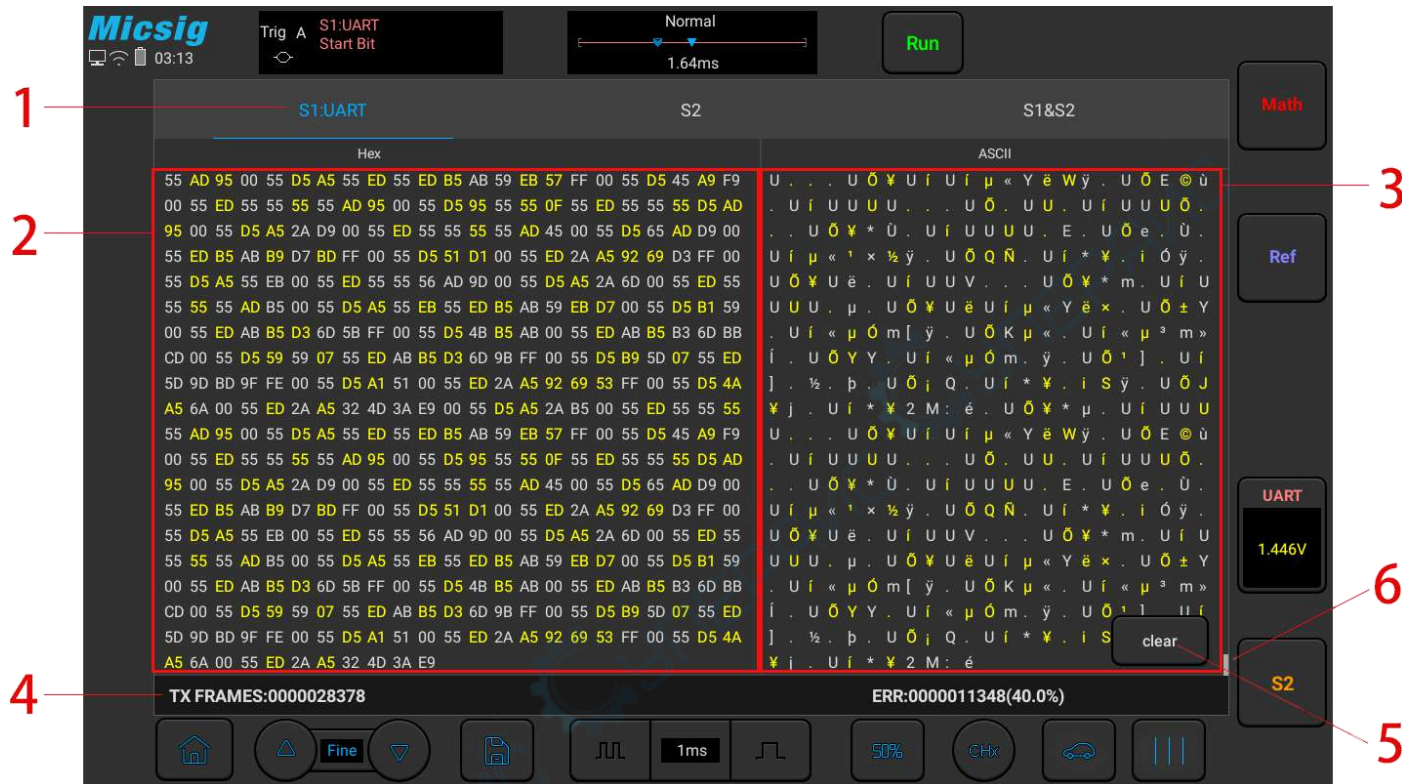 Micsig
03:13
Trig A S1:UART
Start Bit
Normal
1.64ms
Run
Math
1
S1:UART S2 S1&S2
Hex ASCII
55 AD 95 00 55 D5 A5 55 ED 55 ED B5 AB 59 EB 57 FF 00 55 D5 45 A9 F9 U . . . U Õ ¥ U í U í µ « Y ë W ÿ . U Õ E © ù
3
00 55 ED 55 55 55 55 AD 95 00 55 D5 95 55 55 0F 55 ED 55 55 55 D5 AD . U í U U U U . . . U Õ . U U . U í U U U Õ .
2
95 00 55 D5 A5 2A D9 00 55 ED 55 55 55 55 AD 45 00 55 D5 65 AD D9 00 . . U Õ ¥ * Ù . U í U U U U . E . U Õ e . Ù .
55 ED B5 AB B9 D7 BD FF 00 55 D5 51 D1 00 55 ED 2A A5 92 69 D3 FF 00 U í µ « ¹ × ½ ÿ . U Õ Q Ñ . U í * ¥ . i Ó ÿ .
Ref
55 D5 A5 55 EB 00 55 ED 55 55 56 AD 9D 00 55 D5 A5 2A 6D 00 55 ED 55 U Õ ¥ U ë . U í U U V . . . U Õ ¥ * m . U í U
55 55 55 AD B5 00 55 D5 A5 55 EB 55 ED B5 AB 59 EB D7 00 55 D5 B1 59 U U U . µ . U Õ ¥ U ë U í µ « Y ë × . U Õ ± Y
00 55 ED AB B5 D3 6D 5B FF 00 55 D5 4B B5 AB 00 55 ED AB B5 B3 6D BB . U í « µ Ó m [ ÿ . U Õ K µ « . U í « µ ³ m »
CD 00 55 D5 59 59 07 55 ED AB B5 D3 6D 9B FF 00 55 D5 B9 5D 07 55 ED Í . U Õ Y Y . U í « µ Ó m . ÿ . U Õ ¹ ] . U í
5D 9D BD 9F FE 00 55 D5 A1 51 00 55 ED 2A A5 92 69 53 FF 00 55 D5 4A ] . ½ . þ . U Õ ¡ Q . U í * ¥ . i S ÿ . U Õ J
A5 6A 00 55 ED 2A A5 32 4D 3A E9 00 55 D5 A5 2A B5 00 55 ED 55 55 55 ¥ j . U í * ¥ 2 M : é . U Õ ¥ * µ . U í U U U
55 AD 95 00 55 D5 A5 55 ED 55 ED B5 AB 59 EB 57 FF 00 55 D5 45 A9 F9 U . . . U Õ ¥ U í U í µ « Y ë W ÿ . U Õ E © ù
00 55 ED 55 55 55 55 AD 95 00 55 D5 95 55 55 0F 55 ED 55 55 55 D5 AD . U í U U U U . . . U Õ . U U . U í U U U Õ .
95 00 55 D5 A5 2A D9 00 55 ED 55 55 55 55 AD 45 00 55 D5 65 AD D9 00 . . U Õ ¥ * Ù . U í U U U U . E . U Õ e . Ù .
UART
55 ED B5 AB B9 D7 BD FF 00 55 D5 51 D1 00 55 ED 2A A5 92 69 D3 FF 00 U í µ « ¹ × ½ ÿ . U Õ Q Ñ . U í * ¥ . i Ó ÿ .
55 D5 A5 55 EB 00 55 ED 55 55 56 AD 9D 00 55 D5 A5 2A 6D 00 55 ED 55 U Õ ¥ U ë . U í U U V . . . U Õ ¥ * m . U í U
1.446V
55 55 55 AD B5 00 55 D5 A5 55 EB 55 ED B5 AB 59 EB D7 00 55 D5 B1 59 U U U . µ . U Õ ¥ U ë U í µ « Y ë × . U Õ ± Y
00 55 ED AB B5 D3 6D 5B FF 00 55 D5 4B B5 AB 00 55 ED AB B5 B3 6D BB . U í « µ Ó m [ ÿ . U Õ K µ « . U í « µ ³ m »
6
CD 00 55 D5 59 59 07 55 ED AB B5 D3 6D 9B FF 00 55 D5 B9 5D 07 55 ED Í . U Õ Y Y . U í « µ Ó m . ÿ . U Õ ¹ ] . U í
5D 9D BD 9F FE 00 55 D5 A1 51 00 55 ED 2A A5 92 69 53 FF 00 55 D5 4A ] . ½ . þ . U Õ ¡ Q . U í * ¥ . i S
clear
A5 6A 00 55 ED 2A A5 32 4D 3A E9 ¥ j . U í * ¥ 2 M : é
S2
4
TX FRAMES:0000028378 ERR:0000011348(40.0%)
5
Fine 1ms 50% CHx